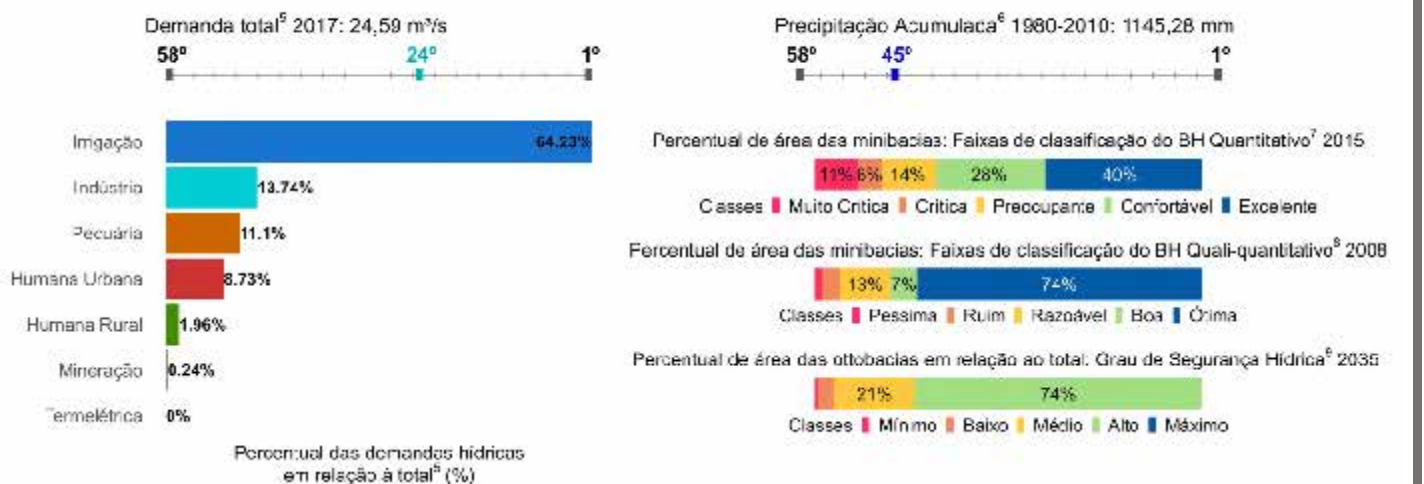 Demanda total⁵ 2017: 24,59 m³/s
58º 24º 1º
Irrigação 64.23%
Indústria 13.74%
Pecuária 11.1%
Humana Urbana 8.73%
Humana Rural 1.96%
Mineração 0.24%
Termelétrica 0%
Percentual das demandas hídricas
em relação à total⁵ (%)
Precipitação Acumulada⁶ 1980-2010: 1145,28 mm
58º 45º 1º
Percentual de área das minibacias: Faixas de classificação do BH Quantitativo⁷ 2015
11% 6% 14% 28% 40%
Classes Muito Crítica Crítica Preocupante Confortável Excelente
Percentual de área das minibacias: Faixas de classificação do BH Quali-quantitativo⁸ 2008
13% 7% 74%
Classes Péssima Ruim Razoável Boa Ótima
Percentual de área das ottobacias em relação ao total: Grau de Segurança Hídrica⁹ 2035
21% 74%
Classes Mínimo Baixo Médio Alto Máximo